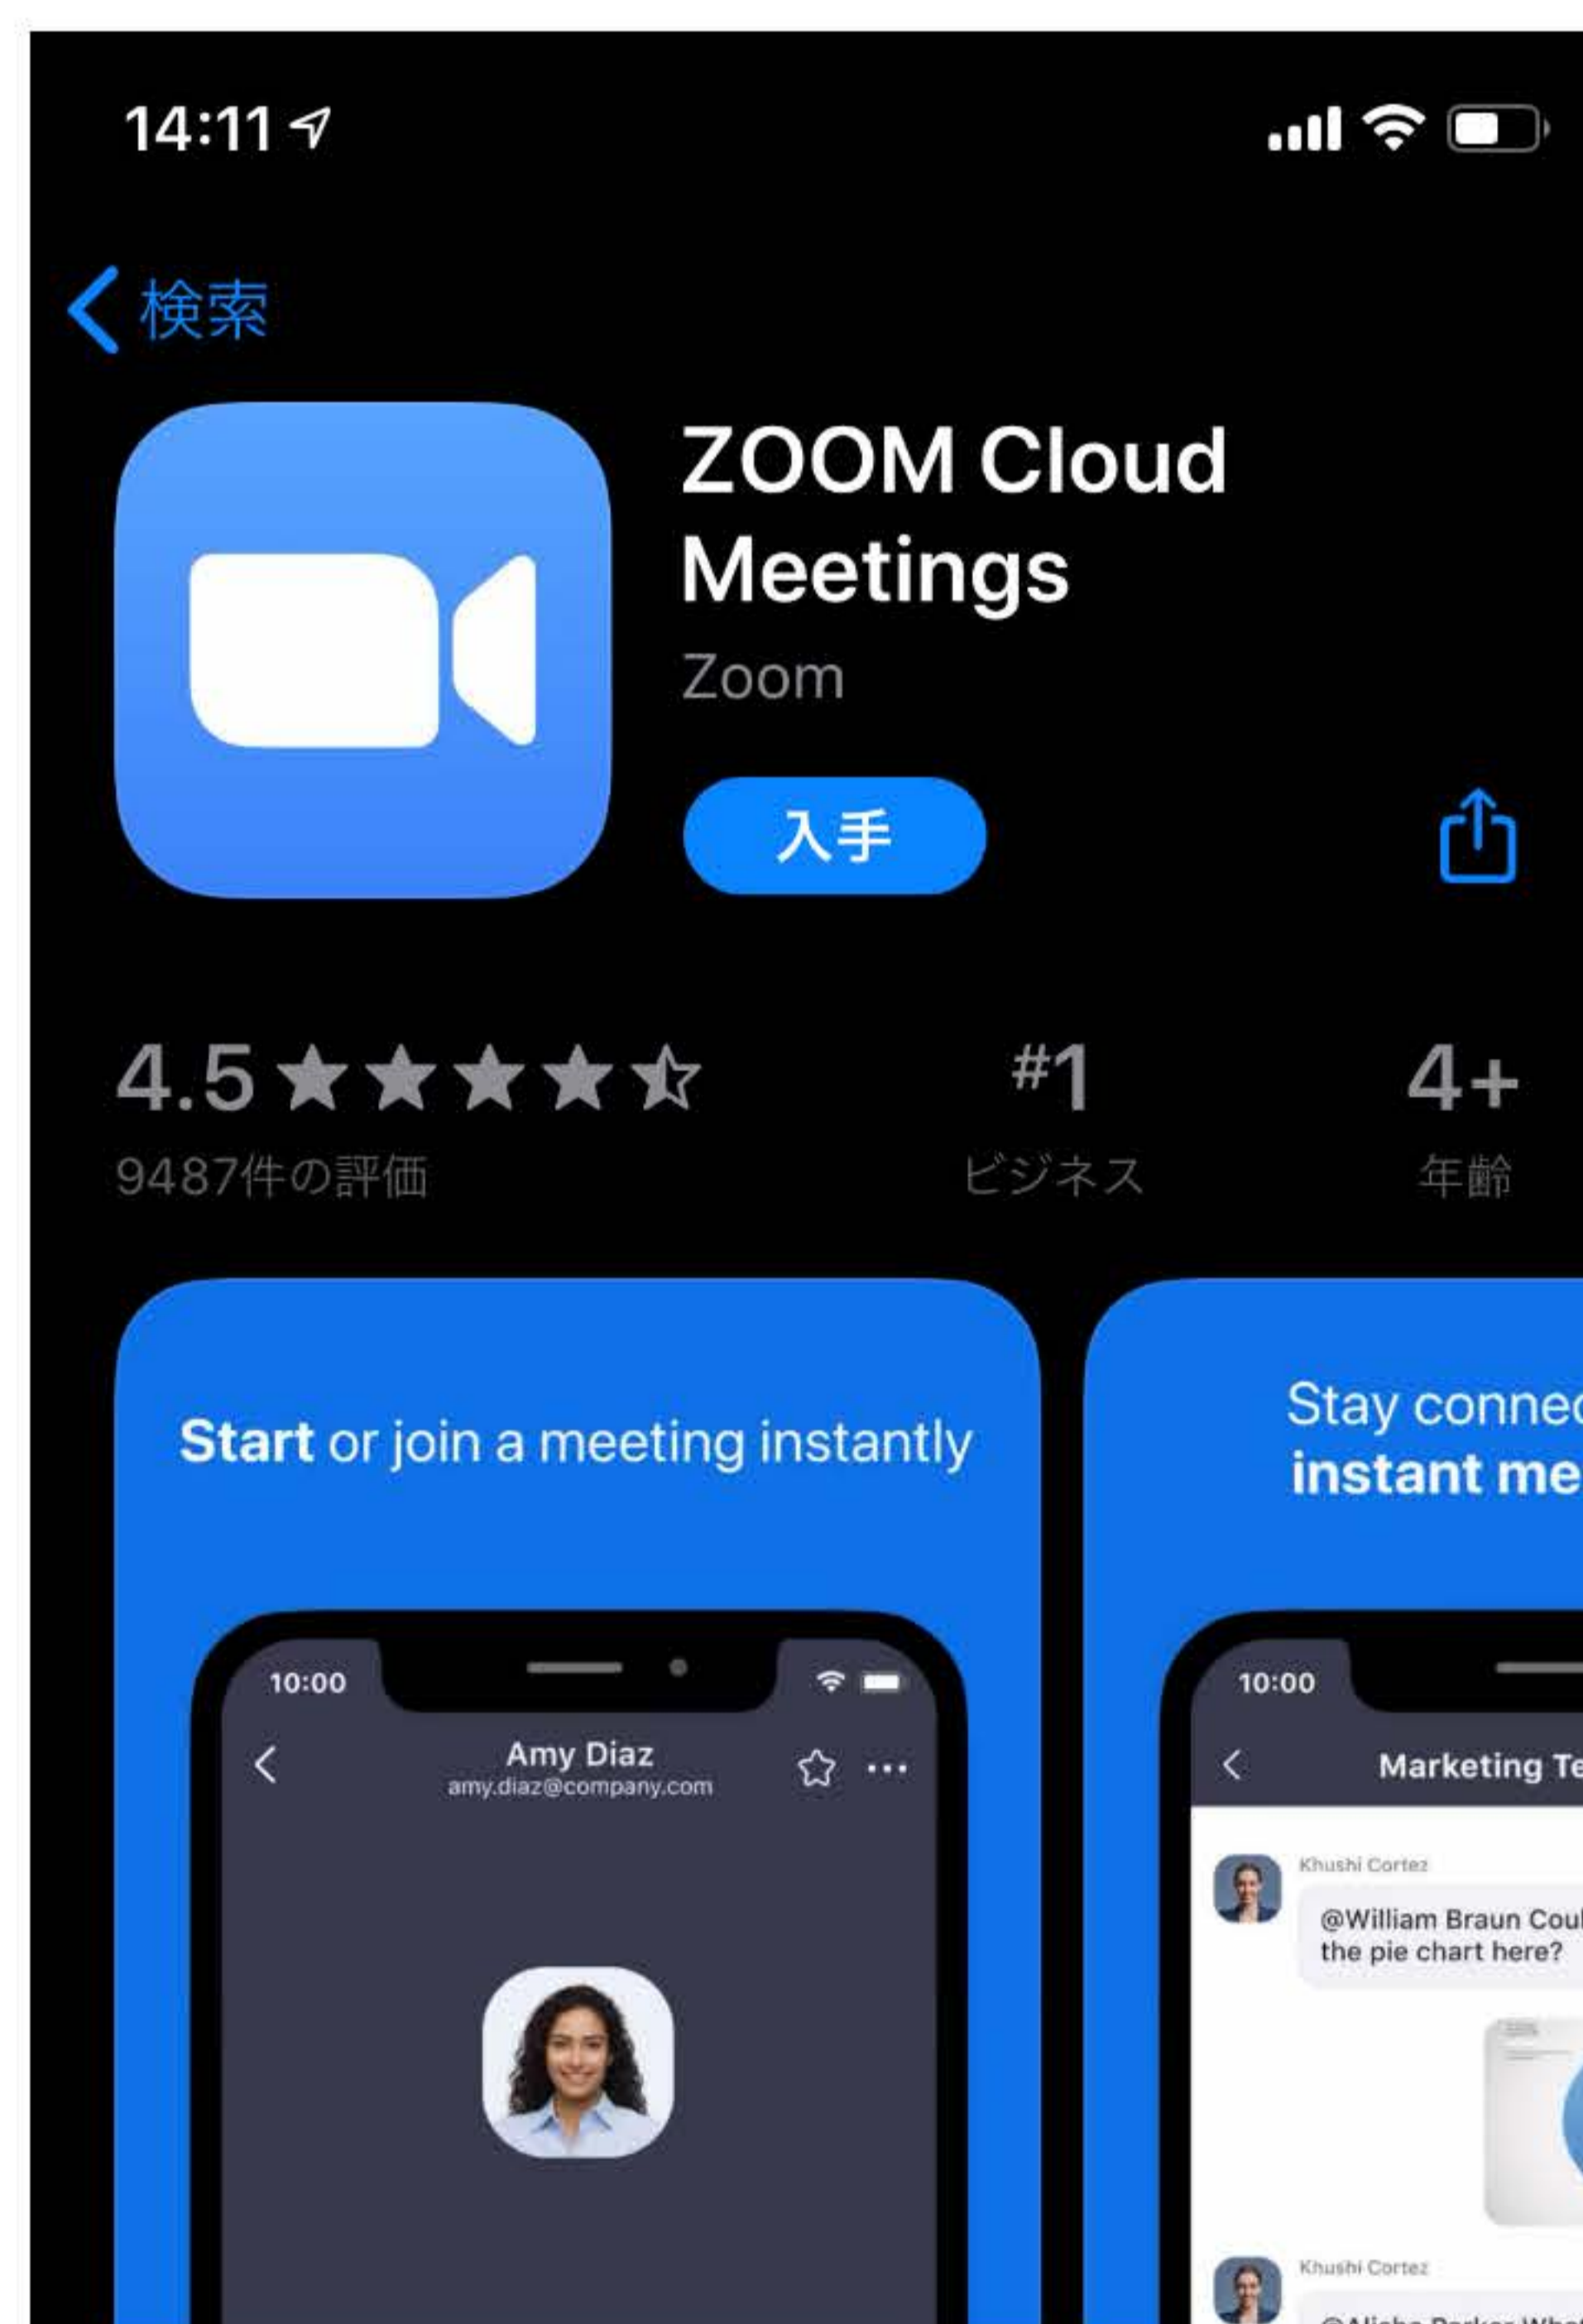 14:11
検索
ZOOM Cloud
Meetings
Zoom
入手
4.5
#1
4+
9487件の評価
ビジネス
年齢
Start or join a meeting instantly
Stay connec
instant me
10:00
Amy Diaz
amy.diaz@company.com
10:00
Marketing Te
Khushi Cortez
@William Braun Coul
the pie chart here?
Khushi Cortez